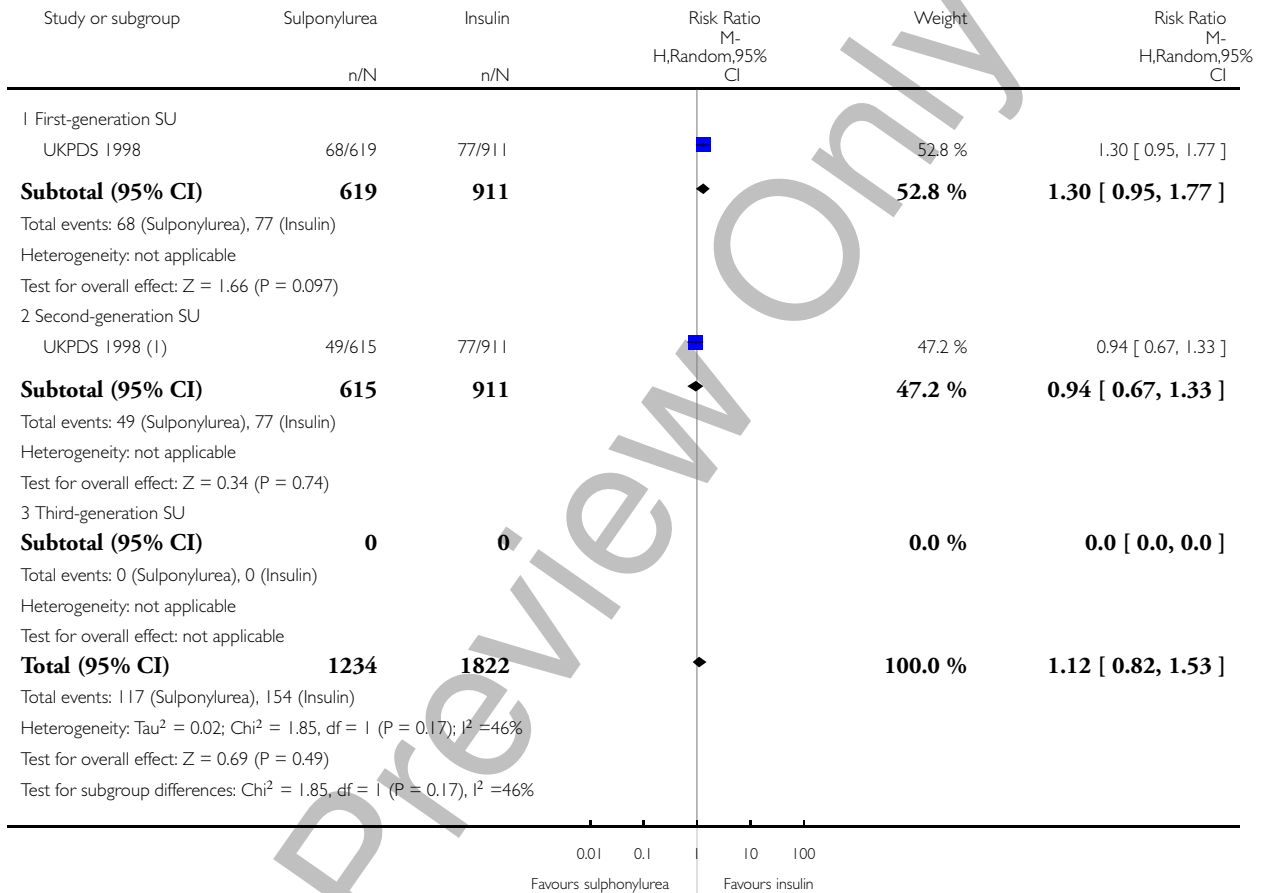 Study or subgroup Sulponylurea Insulin Risk Ratio Weight Risk Ratio
M- M-
H,Random,95% H,Random,95%
n/N n/N CI CI
1 First-generation SU
UKPDS 1998 68/619 77/911 52.8 % 1.30 [ 0.95, 1.77 ]
Subtotal (95% CI) 619 911 52.8 % 1.30 [ 0.95, 1.77 ]
Total events: 68 (Sulponylurea), 77 (Insulin)
Heterogeneity: not applicable
Test for overall effect: Z = 1.66 (P = 0.097)
2 Second-generation SU
UKPDS 1998 (1) 49/615 77/911 47.2 % 0.94 [ 0.67, 1.33 ]
Subtotal (95% CI) 615 911 47.2 % 0.94 [ 0.67, 1.33 ]
Total events: 49 (Sulponylurea), 77 (Insulin)
Heterogeneity: not applicable
Test for overall effect: Z = 0.34 (P = 0.74)
3 Third-generation SU
Subtotal (95% CI) 0 0 0.0 % 0.0 [ 0.0, 0.0 ]
Total events: 0 (Sulponylurea), 0 (Insulin)
Heterogeneity: not applicable
Test for overall effect: not applicable
Total (95% CI) 1234 1822 100.0 % 1.12 [ 0.82, 1.53 ]
Total events: 117 (Sulponylurea), 154 (Insulin)
Heterogeneity: Tau² = 0.02; Chi² = 1.85, df = 1 (P = 0.17); I² =46%
Test for overall effect: Z = 0.69 (P = 0.49)
Test for subgroup differences: Chi² = 1.85, df = 1 (P = 0.17), I² =46%
0.01 0.1 1 10 100
Favours sulphonylurea Favours insulin
Preview Only